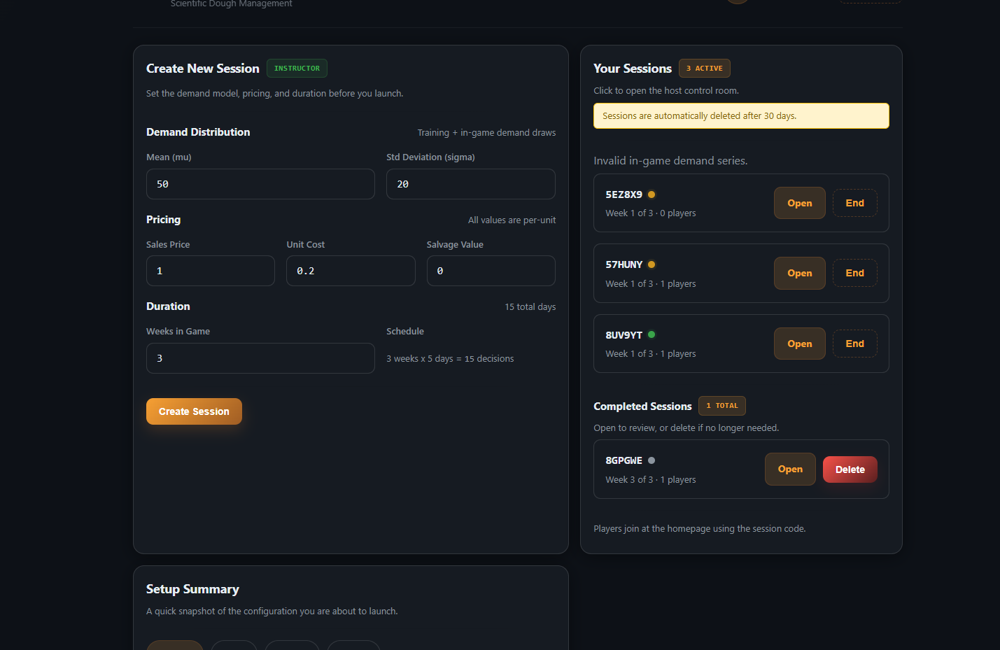 Scientific Dough Management
Create New Session INSTRUCTOR
Set the demand model, pricing, and duration before you launch.
Demand Distribution
Training + in-game demand draws
Mean (mu)
Std Deviation (sigma)
50
20
Pricing
All values are per-unit
Sales Price
Unit Cost
Salvage Value
1
0.2
0
Duration
15 total days
Weeks in Game
Schedule
3
3 weeks x 5 days = 15 decisions
Create Session
Your Sessions 3 ACTIVE
Click to open the host control room.
Sessions are automatically deleted after 30 days.
Invalid in-game demand series.
5EZ8X9
Week 1 of 3 · 0 players
Open
End
57HUNY
Week 1 of 3 · 1 players
Open
End
8UV9YT
Week 1 of 3 · 1 players
Open
End
Completed Sessions 1 TOTAL
Open to review, or delete if no longer needed.
8GPGWE
Week 3 of 3 · 1 players
Open
Delete
Players join at the homepage using the session code.
Setup Summary
A quick snapshot of the configuration you are about to launch.